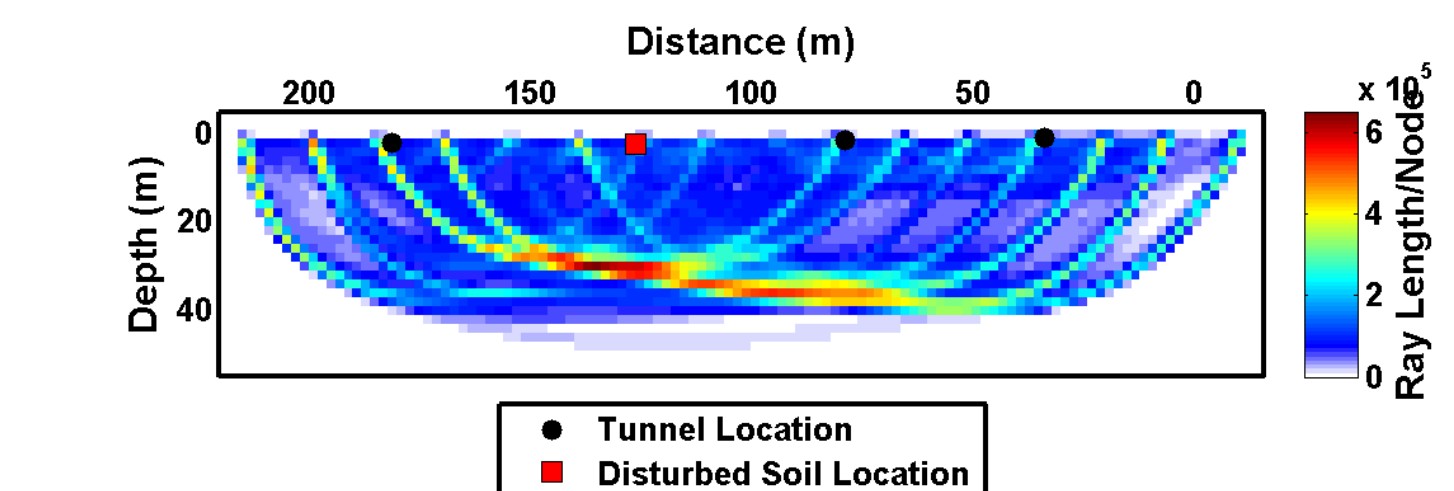 Distance (m)
200 150 100 50 0
x 10^5
0
20
40
Depth (m)
6
4
2
0
Ray Length/Node
Tunnel Location
Disturbed Soil Location